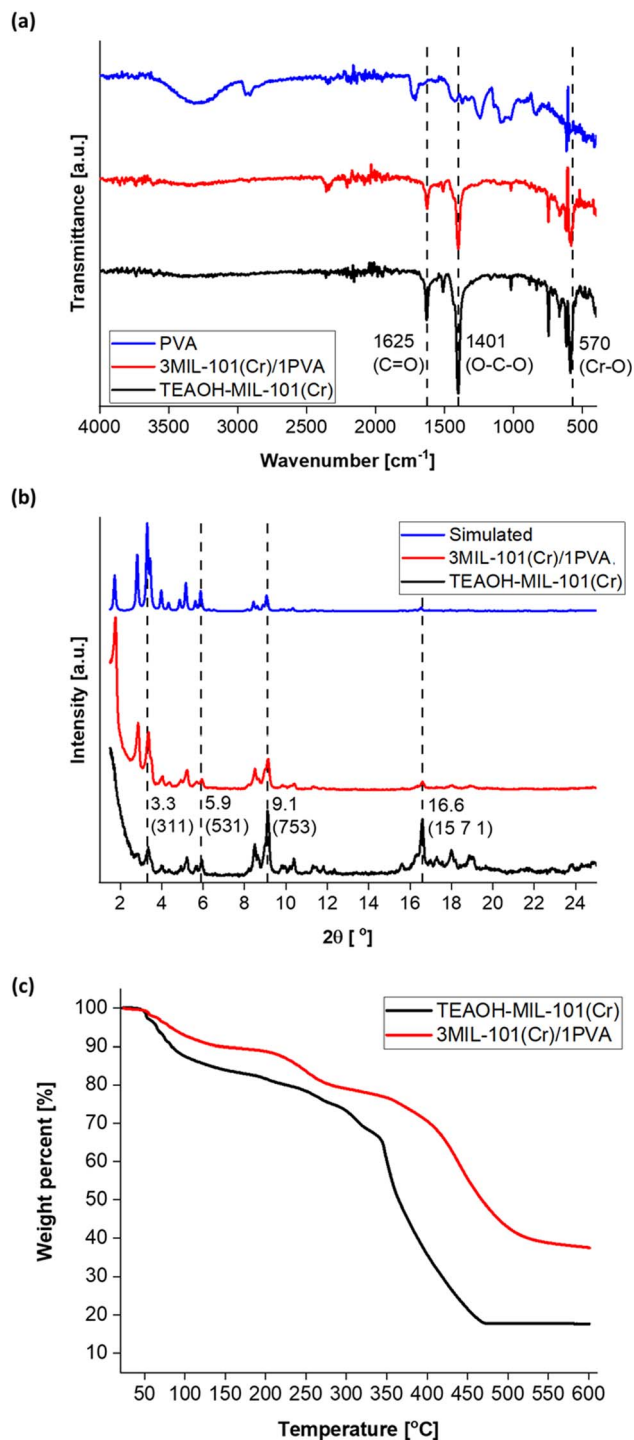 (a)
Transmittance [a.u.]
PVA
3MIL-101(Cr)/1PVA
TEAOH-MIL-101(Cr)
1625
(C=O)
1401
(O-C-O)
570
(Cr-O)
4000 3500 3000 2500 2000 1500 1000 500
Wavenumber [cm⁻¹]
(b)
Intensity [a.u.]
Simulated
3MIL-101(Cr)/1PVA.
TEAOH-MIL-101(Cr)
3.3
(311)
5.9
(531)
9.1
(753)
16.6
(15 7 1)
2 4 6 8 10 12 14 16 18 20 22 24
2θ [ °]
(c)
Weight percent [%]
TEAOH-MIL-101(Cr)
3MIL-101(Cr)/1PVA
100
90
80
70
60
50
40
30
20
10
50 100 150 200 250 300 350 400 450 500 550 600
Temperature [°C]